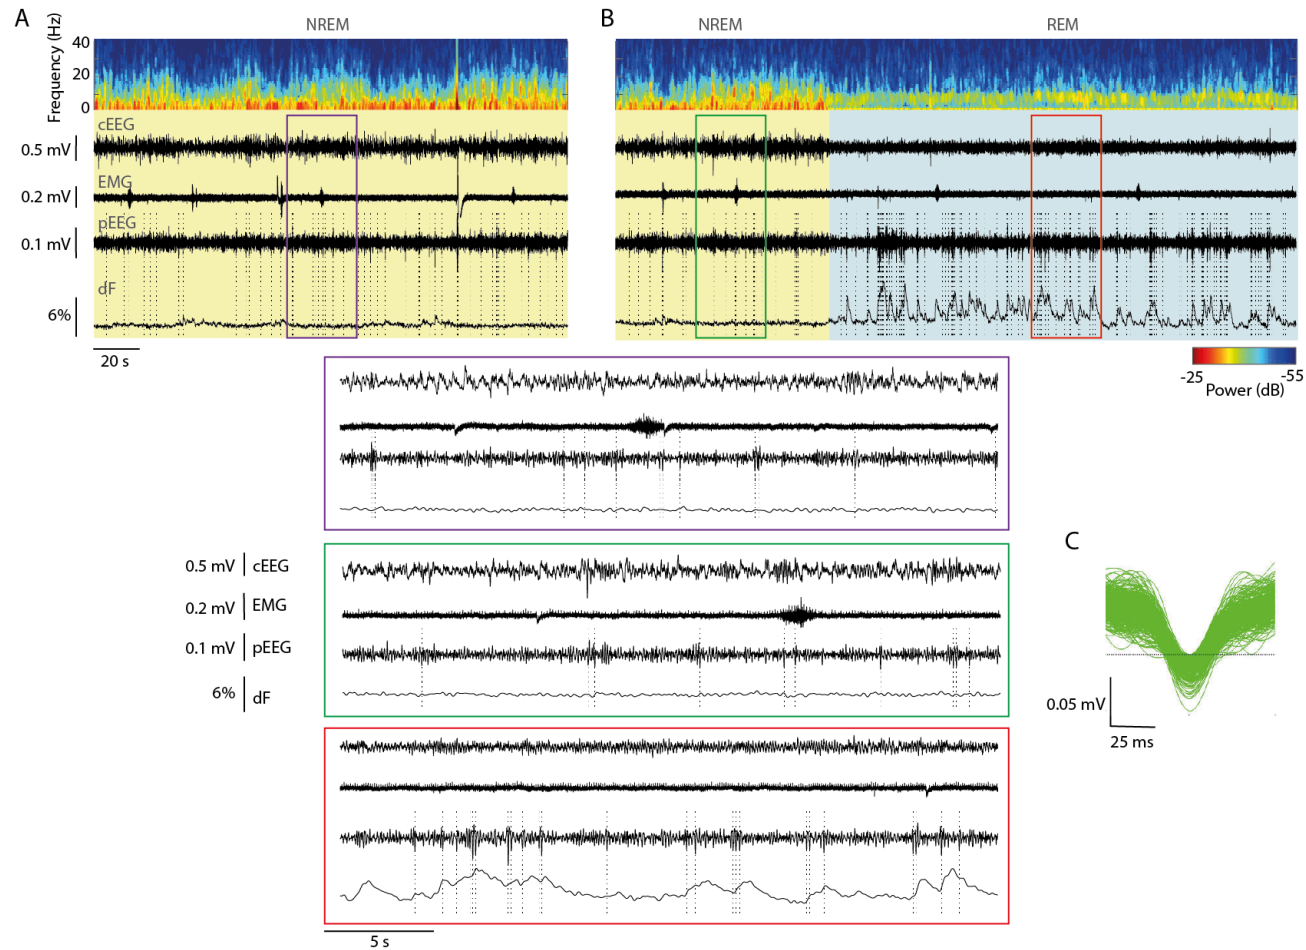 A
NREM
B
NREM
REM
Frequency (Hz)
40
20
0
cEEG
0.5 mV
EMG
0.2 mV
pEEG
0.1 mV
dF
6%
20 s
-25
-55
Power (dB)
0.5 mV
cEEG
0.2 mV
EMG
0.1 mV
pEEG
6%
dF
C
0.05 mV
25 ms
5 s